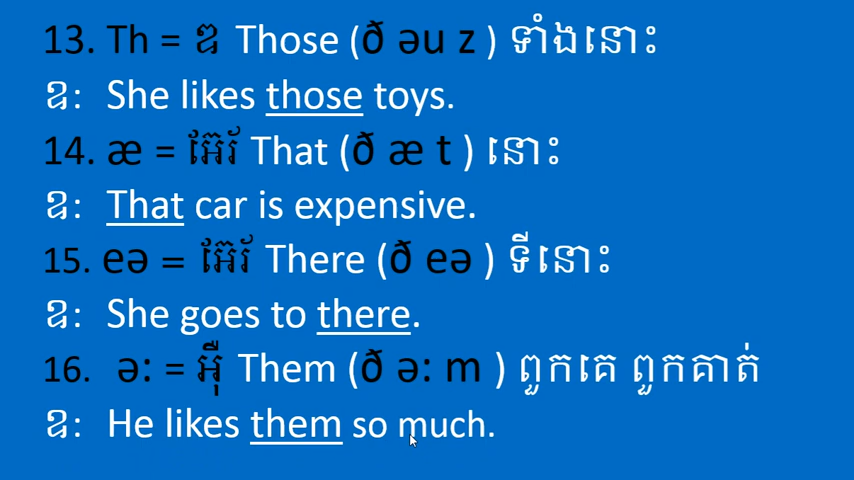 13. Th = ឌ Those (ð əu z ) ទាំងនោះ
ឧ: She likes those toys.
14. æ = អ៊ែរ៍ That (ð æ t ) នោះ
ឧ: That car is expensive.
15. eə = អ៊ែរ៍ There (ð eə ) ទីនោះ
ឧ: She goes to there.
16. ə: = អុឺ Them (ð ə: m ) ពួកគេ ពួកគាត់
ឧ: He likes them so much.